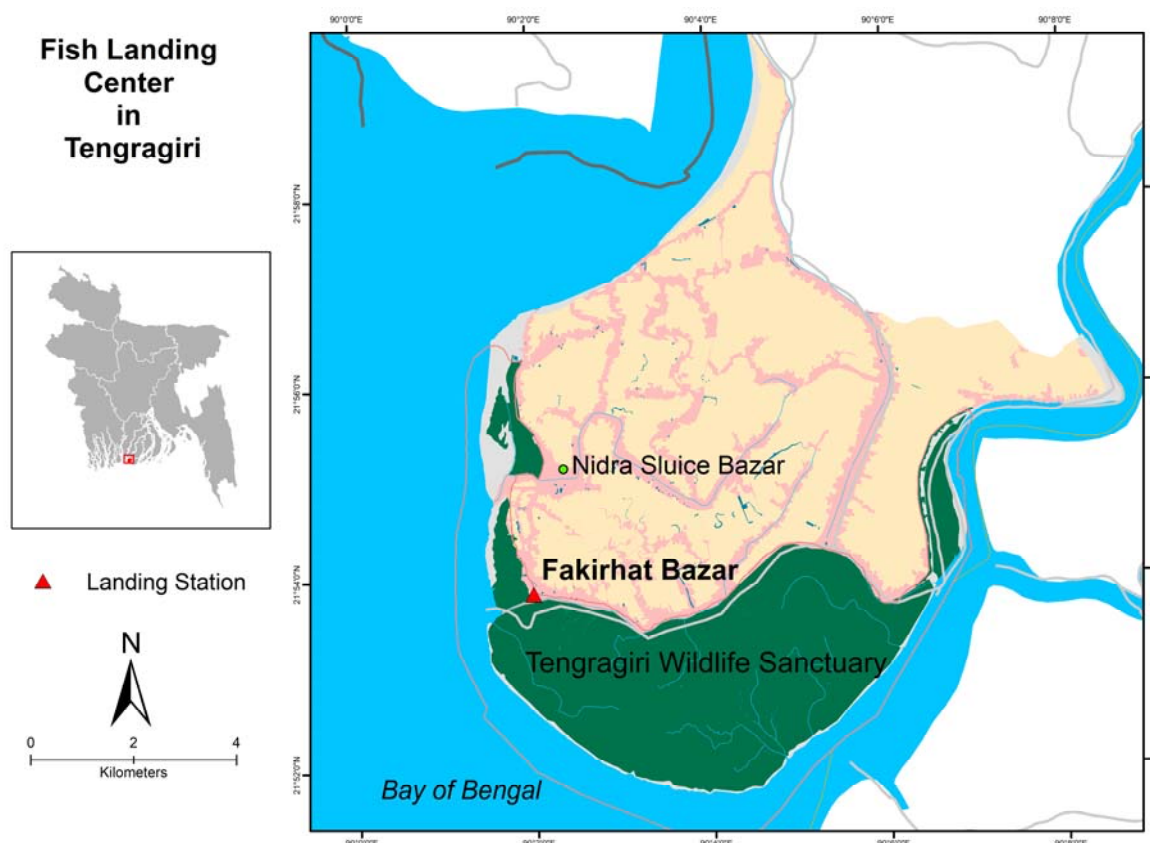 Fish Landing
Center
in
Tengragiri
Landing Station
N
0 2 4
Kilometers
90°0'0"E 90°2'0"E 90°4'0"E 90°6'0"E 90°8'0"E
21°58'0"N
21°56'0"N
21°54'0"N
21°52'0"N
Nidra Sluice Bazar
Fakirhat Bazar
Tengragiri Wildlife Sanctuary
Bay of Bengal